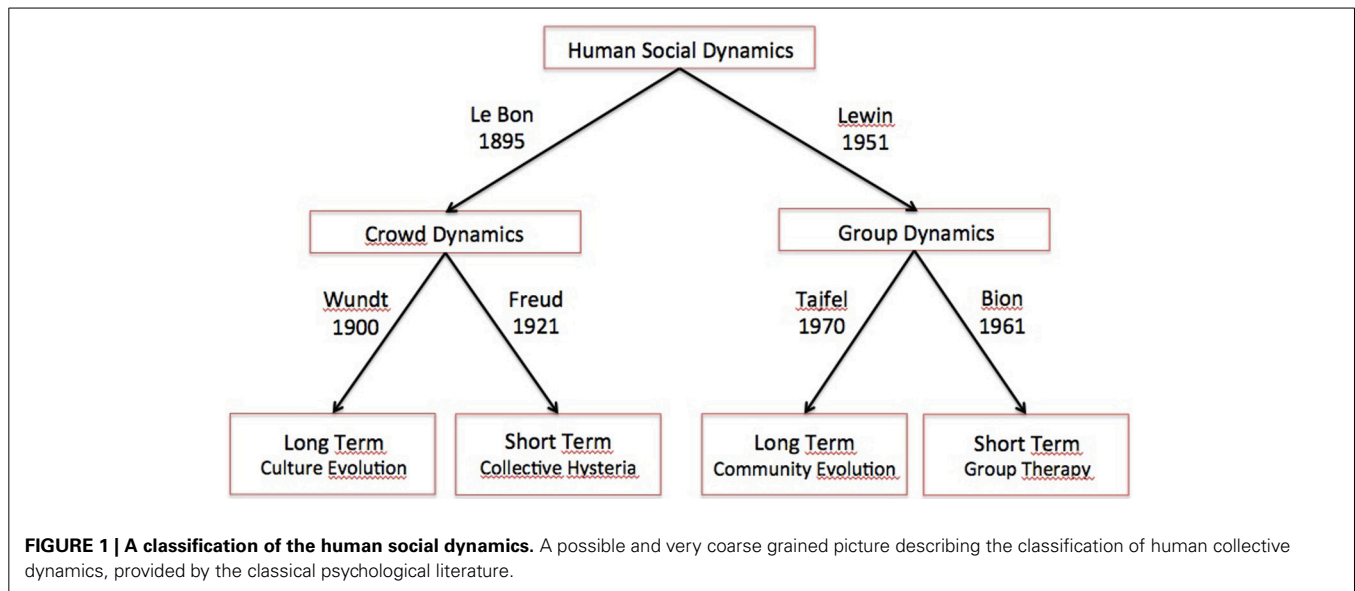 Human Social Dynamics
Le Bon
1895
Lewin
1951
Crowd Dynamics
Group Dynamics
Wundt
1900
Freud
1921
Tajfel
1970
Bion
1961
Long Term
Culture Evolution
Short Term
Collective Hysteria
Long Term
Community Evolution
Short Term
Group Therapy
FIGURE 1 | A classification of the human social dynamics. A possible and very coarse grained picture describing the classification of human collective
dynamics, provided by the classical psychological literature.